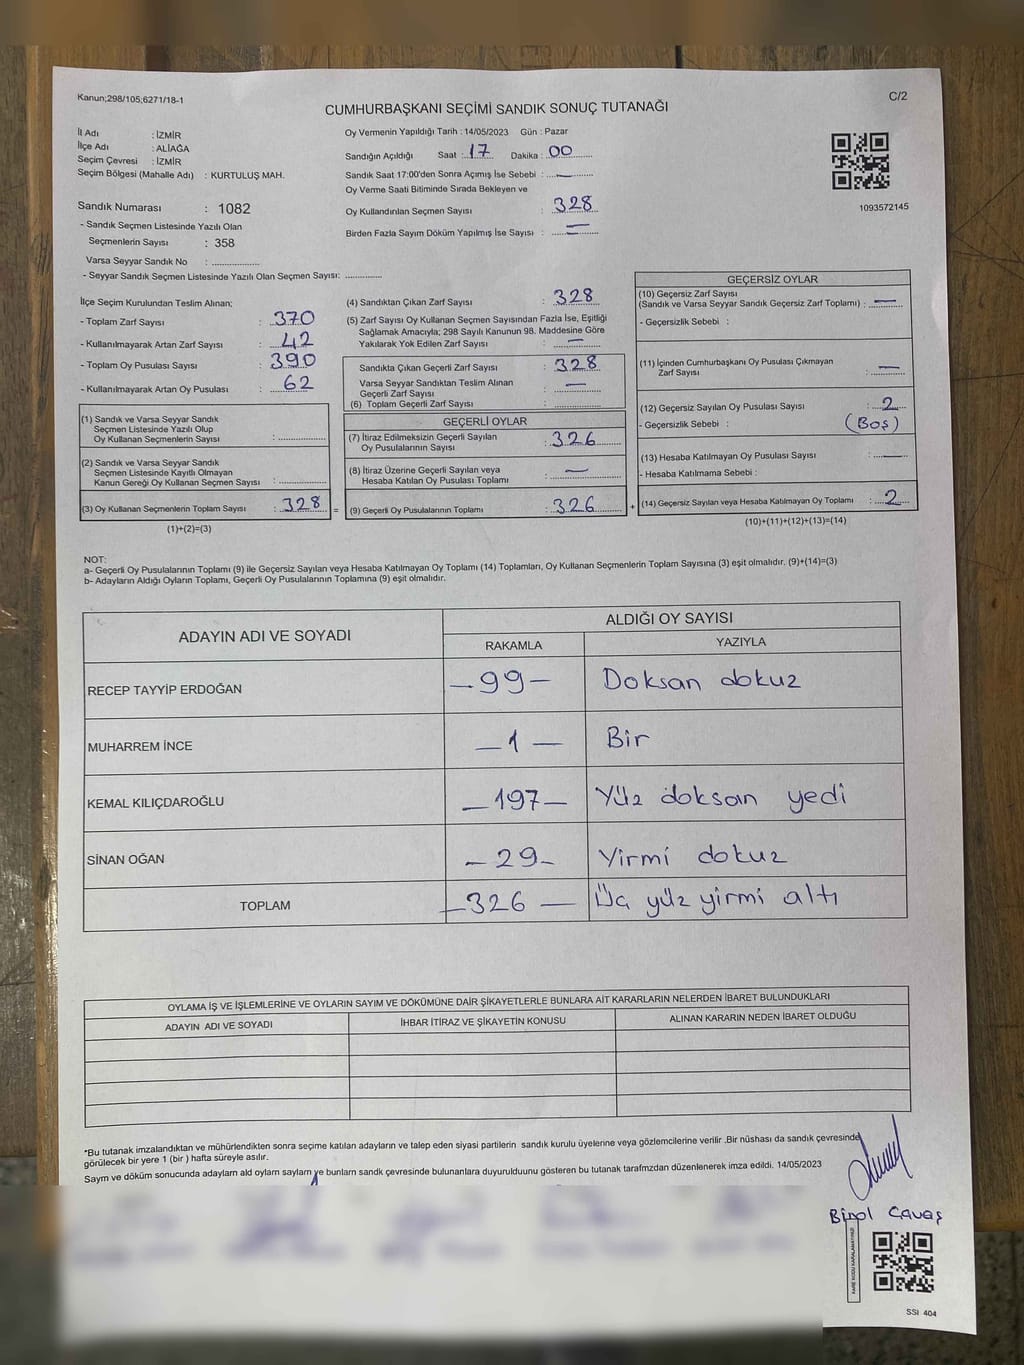 Kanun;298/105;6271/18-1
C/2
CUMHURBAŞKANI SEÇİMİ SANDIK SONUÇ TUTANAĞI
İl Adı : İZMİR
İlçe Adı : ALİAĞA
Seçim Çevresi : İZMİR
Seçim Bölgesi (Mahalle Adı) : KURTULUŞ MAH.
Sandık Numarası : 1082
- Sandık Seçmen Listesinde Yazılı Olan
Seçmenlerin Sayısı : 358
Varsa Seyyar Sandık No : ..............
- Seyyar Sandık Seçmen Listesinde Yazılı Olan Seçmen Sayısı: ............
Oy Vermenin Yapıldığı Tarih : 14/05/2023 Gün : Pazar
Sandığın Açıldığı Saat : 17 Dakika : 00
Sandık Saat 17:00'den Sonra Açımış İse Sebebi : —
Oy Verme Saati Bitiminde Sırada Bekleyen ve
Oy Kullandırılan Seçmen Sayısı : 328
Birden Fazla Sayım Döküm Yapılmış İse Sayısı : —
1093572145
İlçe Seçim Kurulundan Teslim Alınan;
- Toplam Zarf Sayısı : 370
- Kullanılmayarak Artan Zarf Sayısı : 42
- Toplam Oy Pusulası Sayısı : 390
- Kullanılmayarak Artan Oy Pusulası : 62
(1) Sandık ve Varsa Seyyar Sandık
Seçmen Listesinde Yazılı Olup
Oy Kullanan Seçmenlerin Sayısı : ..............
(2) Sandık ve Varsa Seyyar Sandık
Seçmen Listesinde Kayıtlı Olmayan
Kanun Gereği Oy Kullanan Seçmen Sayısı : ..............
(3) Oy Kullanan Seçmenlerin Toplam Sayısı : 328 =
(1)+(2)=(3)
(4) Sandıktan Çıkan Zarf Sayısı : 328
(5) Zarf Sayısı Oy Kullanan Seçmen Sayısından Fazla İse, Eşitliği
Sağlamak Amacıyla; 298 Sayılı Kanunun 98. Maddesine Göre
Yakılarak Yok Edilen Zarf Sayısı : —
Sandıkta Çıkan Geçerli Zarf Sayısı : 328
Varsa Seyyar Sandıktan Teslim Alınan
Geçerli Zarf Sayısı : —
(6) Toplam Geçerli Zarf Sayısı : ..............
GEÇERLİ OYLAR
(7) İtiraz Edilmeksizin Geçerli Sayılan
Oy Pusulalarının Sayısı : 326
(8) İtiraz Üzerine Geçerli Sayılan veya
Hesaba Katılan Oy Pusulası Toplamı : —
(9) Geçerli Oy Pusulalarının Toplamı : 326 +
GEÇERSİZ OYLAR
(10) Geçersiz Zarf Sayısı
(Sandık ve Varsa Seyyar Sandık Geçersiz Zarf Toplamı) : —
- Geçersizlik Sebebi :
(11) İçinden Cumhurbaşkanı Oy Pusulası Çıkmayan
Zarf Sayısı : —
(12) Geçersiz Sayılan Oy Pusulası Sayısı : 2
- Geçersizlik Sebebi : (Boş)
(13) Hesaba Katılmayan Oy Pusulası Sayısı : —
- Hesaba Katılmama Sebebi :
(14) Geçersiz Sayılan veya Hesaba Katılmayan Oy Toplamı : 2
(10)+(11)+(12)+(13)=(14)
NOT:
a- Geçerli Oy Pusulalarının Toplamı (9) ile Geçersiz Sayılan veya Hesaba Katılmayan Oy Toplamı (14) Toplamları, Oy Kullanan Seçmenlerin Toplam Sayısına (3) eşit olmalıdır. (9)+(14)=(3)
b- Adayların Aldığı Oyların Toplamı, Geçerli Oy Pusulalarının Toplamına (9) eşit olmalıdır.
ADAYIN ADI VE SOYADI
ALDIĞI OY SAYISI
RAKAMLA YAZIYLA
RECEP TAYYİP ERDOĞAN —99— Doksan dokuz
MUHARREM İNCE —1— Bir
KEMAL KILIÇDAROĞLU —197— Yüz doksan yedi
SİNAN OĞAN —29— Yirmi dokuz
TOPLAM —326— Üç yüz yirmi altı
OYLAMA İŞ VE İŞLEMLERİNE VE OYLARIN SAYIM VE DÖKÜMÜNE DAİR ŞİKAYETLERLE BUNLARA AİT KARARLARIN NELERDEN İBARET BULUNDUKLARI
ADAYIN ADI VE SOYADI İHBAR İTİRAZ VE ŞİKAYETİN KONUSU ALINAN KARARIN NEDEN İBARET OLDUĞU
*Bu tutanak imzalandıktan ve mühürlendikten sonra seçime katılan adayların ve talep eden siyasi partilerin sandık kurulu üyelerine veya gözlemcilerine verilir .Bir nüshası da sandık çevresinde
görülecek bir yere 1 (bir ) hafta süreyle asılır.
Saym ve döküm sonucunda adaylarn ald oylarn saylarn ve bunlarn sandk çevresinde bulunanlara duyurulduunu gösteren bu tutanak tarafmzdan düzenlenerek imza edildi. 14/05/2023
Birol Çavaş
SSI 404